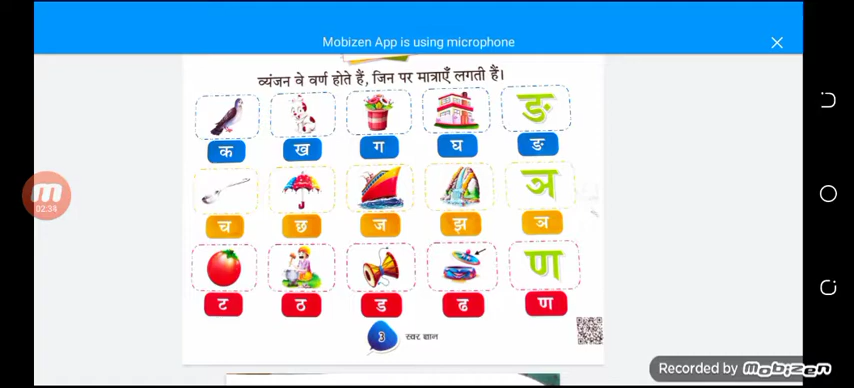 Mobizen App is using microphone
व्यंजन वे वर्ण होते हैं, जिन पर मात्राएँ लगती हैं।
ङ
क ख ग घ ङ
ञ
च छ ज झ ञ
ण
ट ठ ड ढ ण
3 स्वर ज्ञान
02:34
Recorded by Mobizen